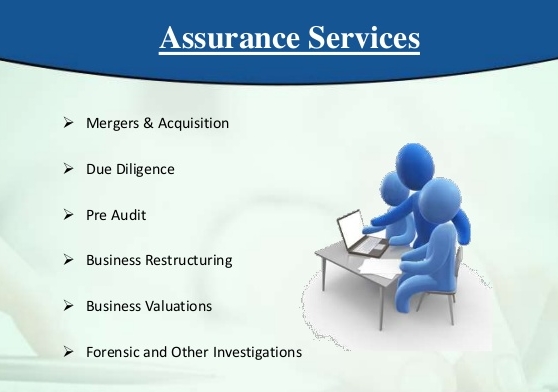 Assurance Services
Mergers & Acquisition
Due Diligence
Pre Audit
Business Restructuring
Business Valuations
Forensic and Other Investigations